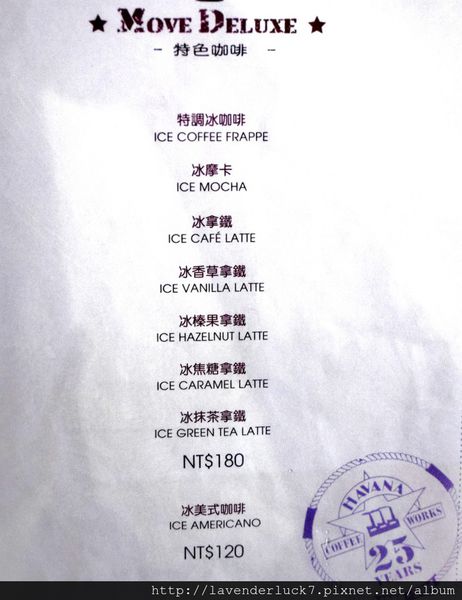 ★ MOVE DELUXE ★
- 特色咖啡 -
特調冰咖啡
ICE COFFEE FRAPPE
冰摩卡
ICE MOCHA
冰拿鐵
ICE CAFÉ LATTE
冰香草拿鐵
ICE VANILLA LATTE
冰榛果拿鐵
ICE HAZELNUT LATTE
冰焦糖拿鐵
ICE CARAMEL LATTE
冰抹茶拿鐵
ICE GREEN TEA LATTE
NT$180
冰美式咖啡
ICE AMERICANO
NT$120
HAVANA
COFFEE WORKS
25
YEARS
http://lavenderluck7.pixnet.net/album